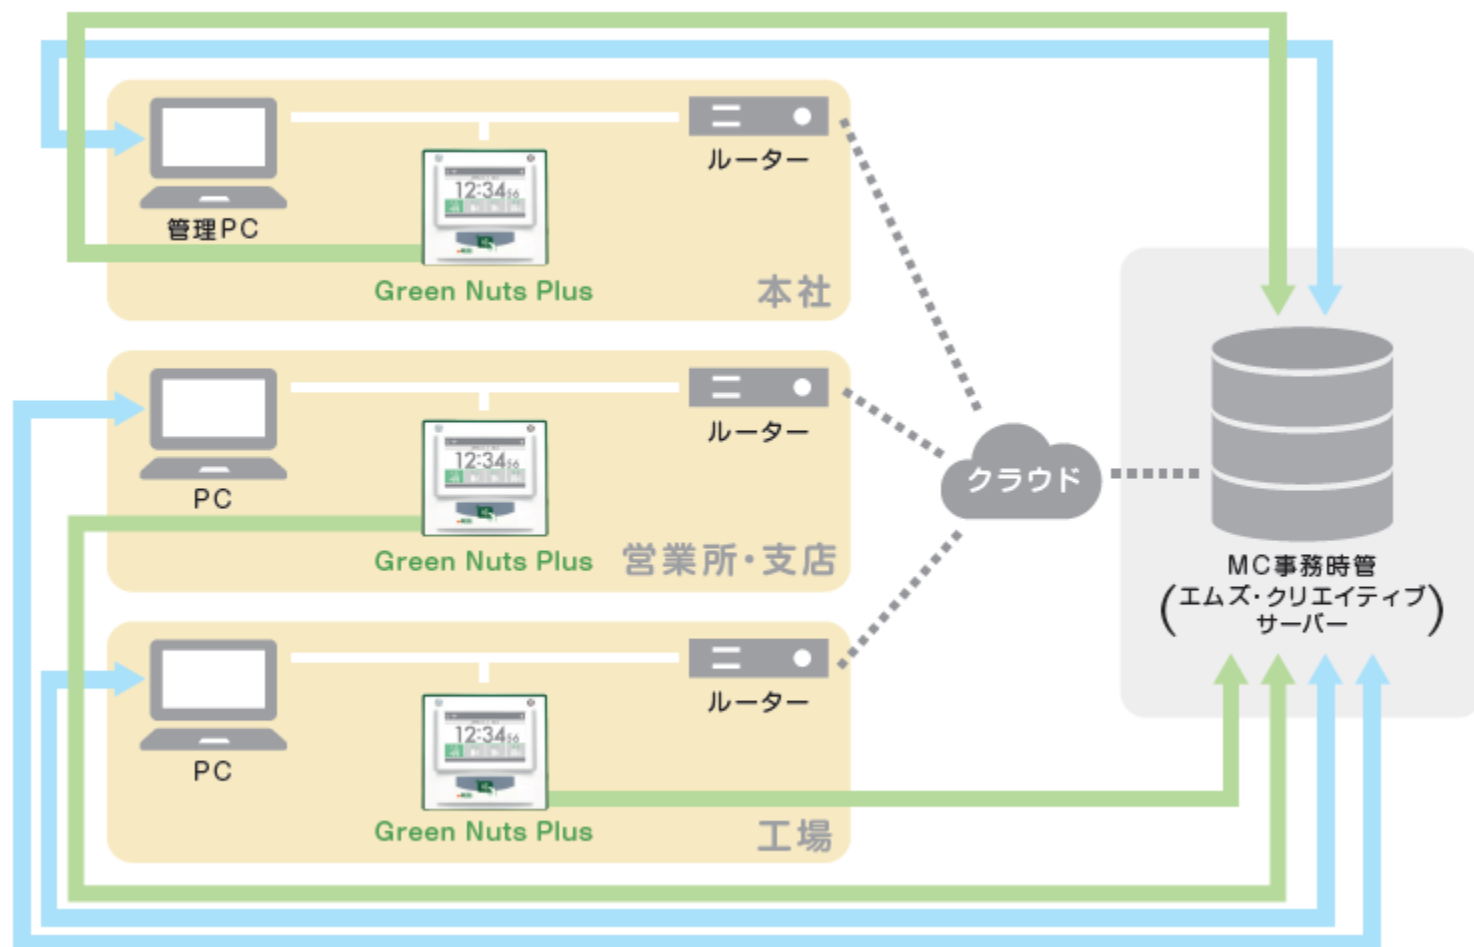 ルーター
12:34 56
管理PC
Green Nuts Plus
本社
ルーター
12:34 56
PC
Green Nuts Plus
営業所・支店
クラウド
MC事務時管
(エムズ・クリエイティブ
サーバー)
ルーター
12:34 56
PC
Green Nuts Plus
工場